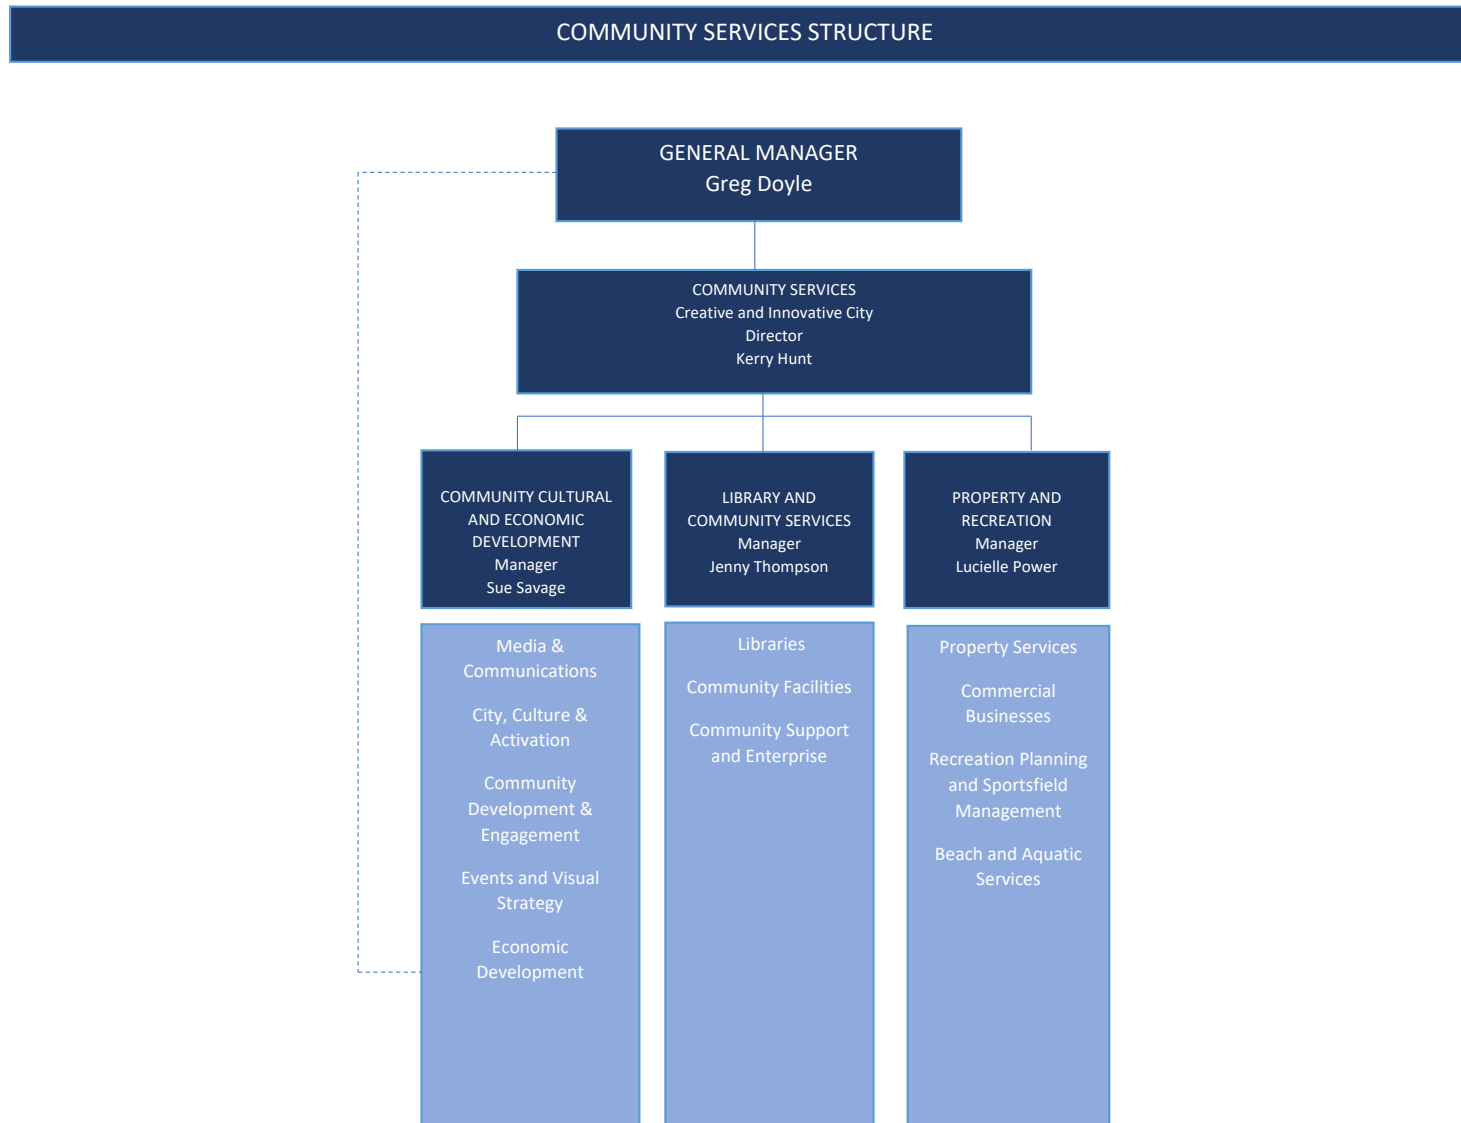 COMMUNITY SERVICES STRUCTURE
GENERAL MANAGER
Greg Doyle
COMMUNITY SERVICES
Creative and Innovative City
Director
Kerry Hunt
COMMUNITY CULTURAL
AND ECONOMIC
DEVELOPMENT
Manager
Sue Savage
LIBRARY AND
COMMUNITY SERVICES
Manager
Jenny Thompson
PROPERTY AND
RECREATION
Manager
Lucielle Power
Media &
Communications
City, Culture &
Activation
Community
Development &
Engagement
Events and Visual
Strategy
Economic
Development
Libraries
Community Facilities
Community Support
and Enterprise
Property Services
Commercial
Businesses
Recreation Planning
and Sportsfield
Management
Beach and Aquatic
Services